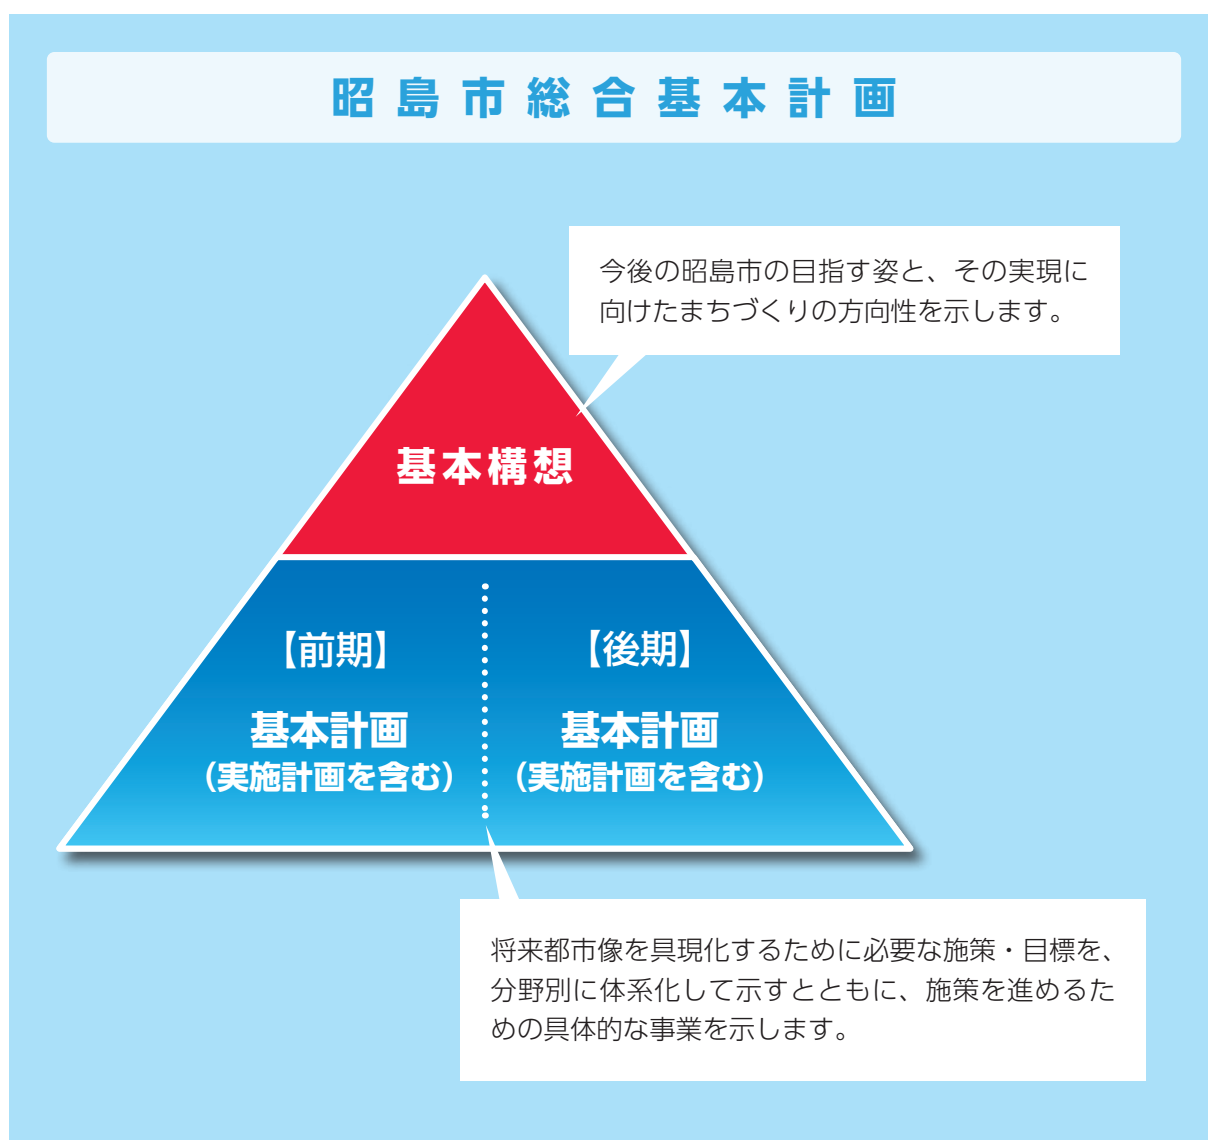 昭島市総合基本計画
今後の昭島市の目指す姿と、その実現に
向けたまちづくりの方向性を示します。
基本構想
【前期】
基本計画
（実施計画を含む）
【後期】
基本計画
（実施計画を含む）
将来都市像を具現化するために必要な施策・目標を、
分野別に体系化して示すとともに、施策を進めるた
めの具体的な事業を示します。